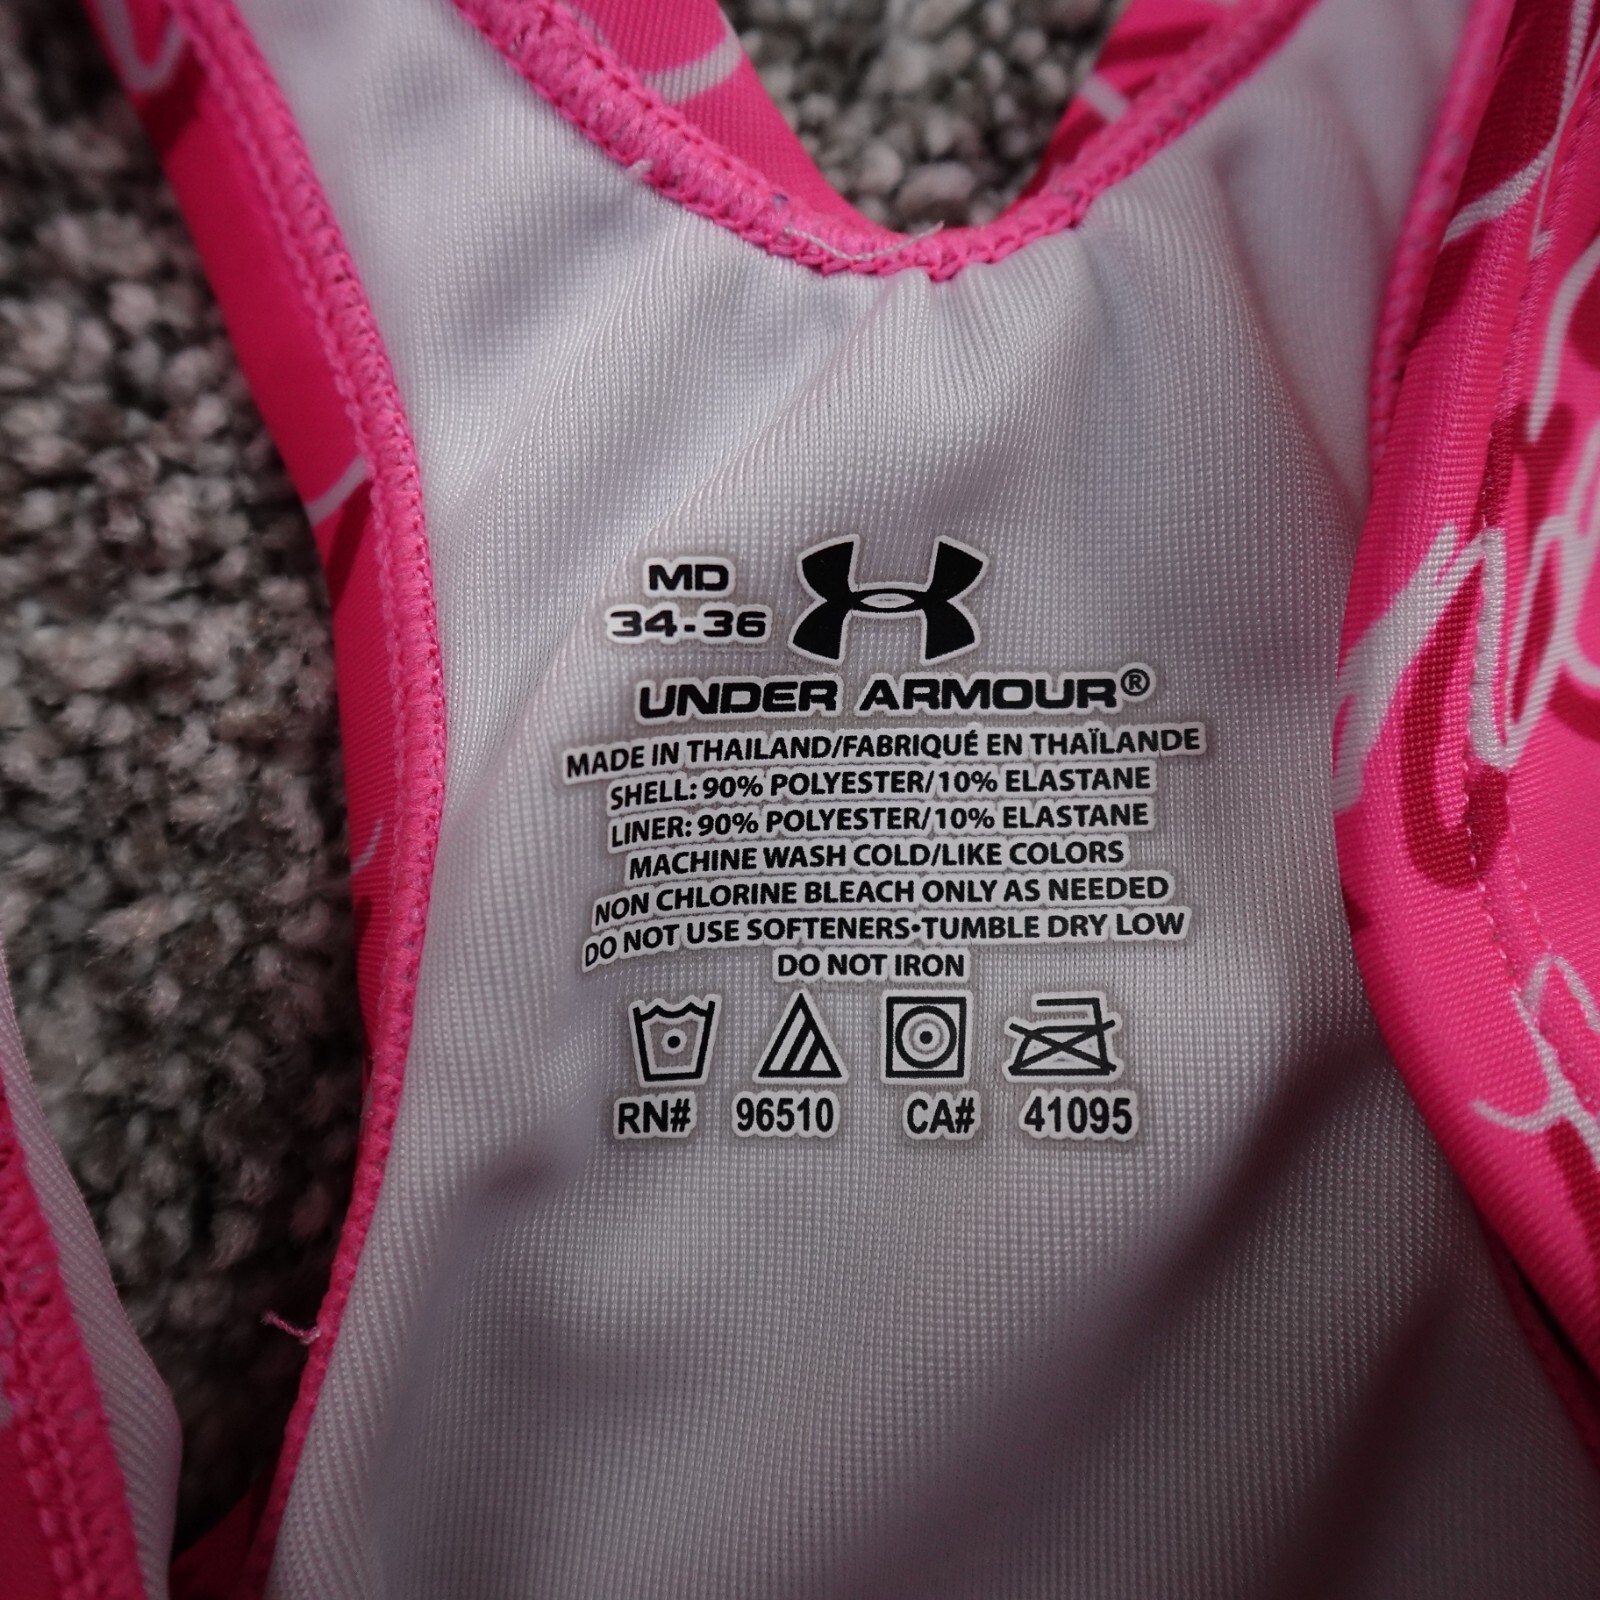 MD
34-36
UNDER ARMOUR®
MADE IN THAILAND/FABRIQUÉ EN THAÏLANDE
SHELL: 90% POLYESTER/10% ELASTANE
LINER: 90% POLYESTER/10% ELASTANE
MACHINE WASH COLD/LIKE COLORS
NON CHLORINE BLEACH ONLY AS NEEDED
DO NOT USE SOFTENERS•TUMBLE DRY LOW
DO NOT IRON
RN# 96510 CA# 41095